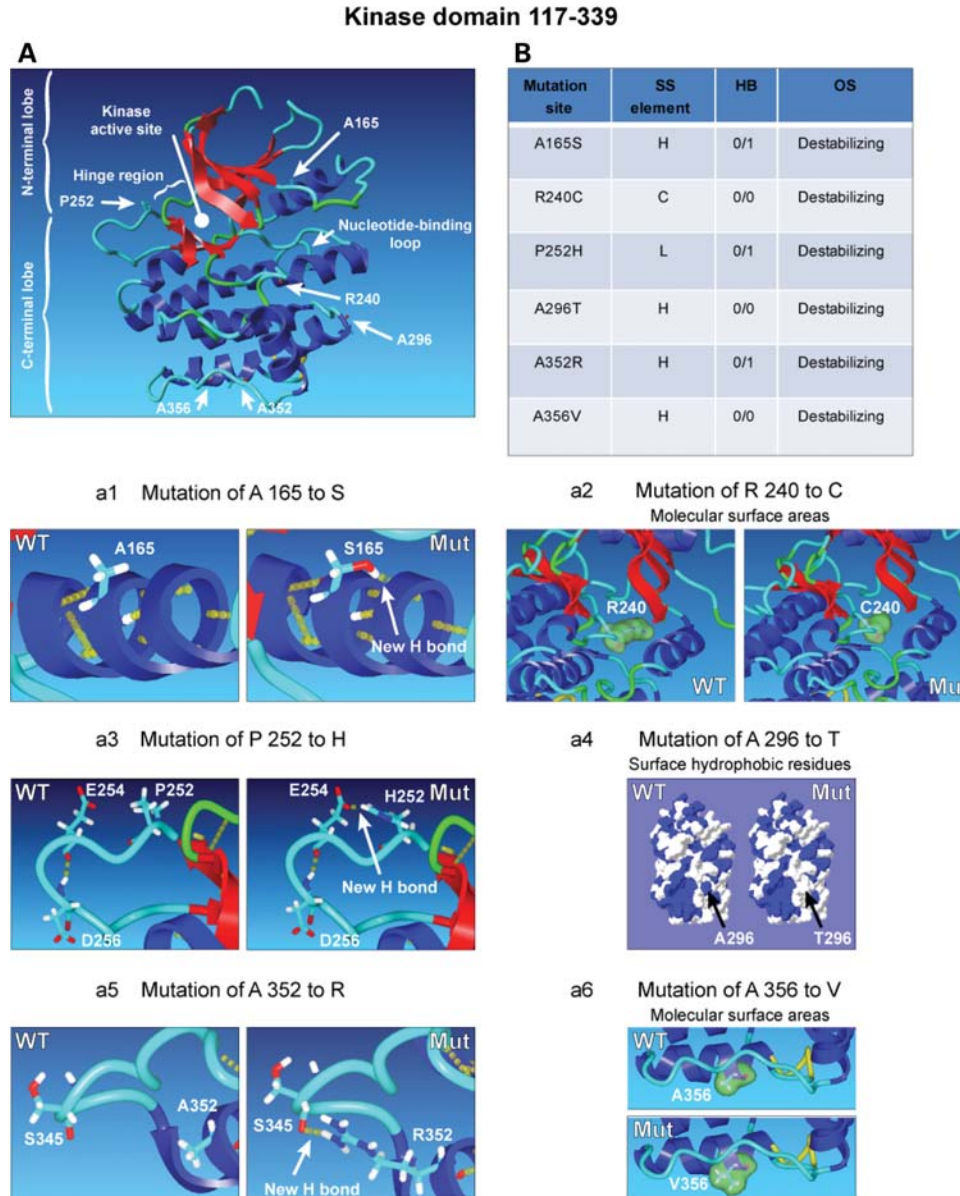 Kinase domain 117-339
A
N-terminal lobe
C-terminal lobe
Kinase
active site
Hinge region
P252
A165
Nucleotide-binding
loop
R240
A296
A356
A352
B
Mutation site SS element HB OS
A165S H 0/1 Destabilizing
R240C C 0/0 Destabilizing
P252H L 0/1 Destabilizing
A296T H 0/0 Destabilizing
A352R H 0/1 Destabilizing
A356V H 0/0 Destabilizing
a1 Mutation of A 165 to S
WT
A165
S165
Mut
New H bond
a2 Mutation of R 240 to C
Molecular surface areas
R240
WT
C240
Mut
a3 Mutation of P 252 to H
WT
E254
P252
D256
E254
H252
Mut
New H bond
D256
a4 Mutation of A 296 to T
Surface hydrophobic residues
WT
Mut
A296
T296
a5 Mutation of A 352 to R
WT
A352
S345
Mut
S345
R352
New H bond
a6 Mutation of A 356 to V
Molecular surface areas
WT
A356
Mut
V356